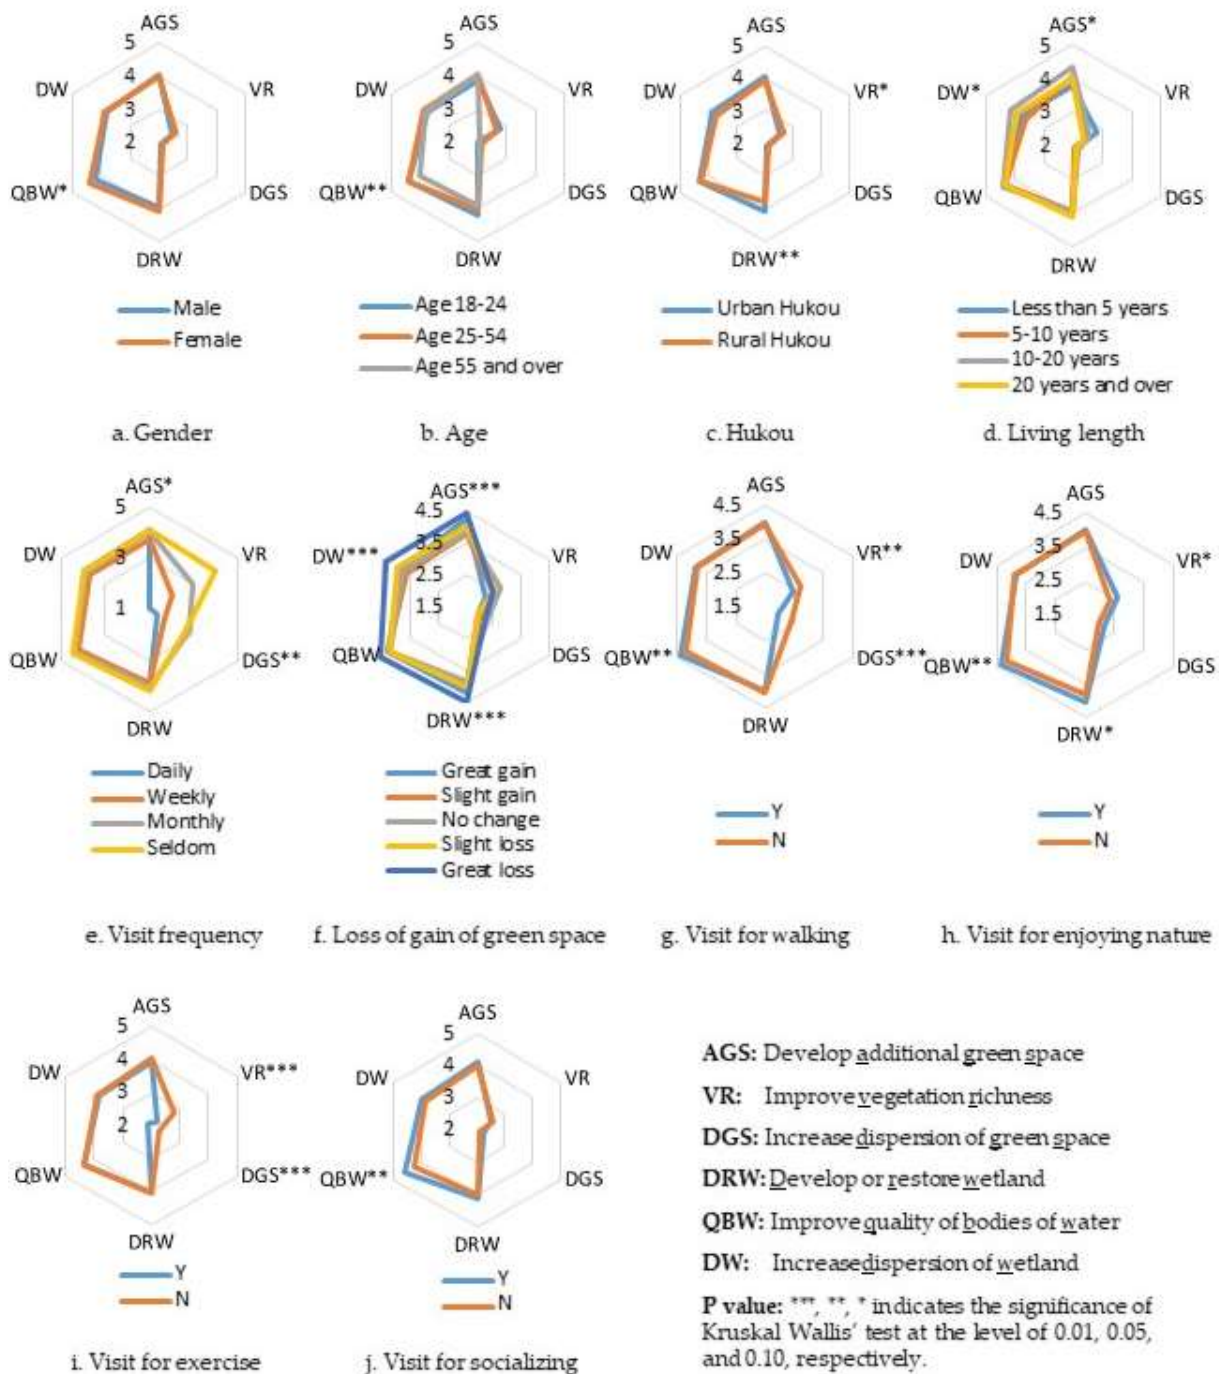 AGS
5
4
DW
VR
3
2
QBW*
DGS
DRW
Male
Female
a. Gender
AGS
5
4
DW
VR
3
2
QBW**
DGS
DRW
Age 18-24
Age 25-54
Age 55 and over
b. Age
AGS
5
4
DW
VR*
3
2
QBW
DGS
DRW**
Urban Hukou
Rural Hukou
c. Hukou
AGS*
5
4
DW*
VR
3
2
QBW
DGS
DRW
Less than 5 years
5-10 years
10-20 years
20 years and over
d. Living length
AGS*
5
DW
VR
3
1
QBW
DGS**
DRW
Daily
Weekly
Monthly
Seldom
e. Visit frequency
AGS***
4.5
3.5
DW***
VR
2.5
1.5
QBW
DGS
DRW***
Great gain
Slight gain
No change
Slight loss
Great loss
f. Loss of gain of green space
AGS
4.5
3.5
DW
VR**
2.5
1.5
QBW**
DGS***
DRW
Y
N
g. Visit for walking
AGS
4.5
3.5
DW
VR*
2.5
1.5
QBW**
DGS
DRW*
Y
N
h. Visit for enjoying nature
AGS
5
4
DW
VR***
3
2
QBW
DGS***
DRW
Y
N
i. Visit for exercise
AGS
5
4
DW
VR
3
2
QBW**
DGS
DRW
Y
N
j. Visit for socializing
AGS: Develop additional green space
VR: Improve vegetation richness
DGS: Increase dispersion of green space
DRW: Develop or restore wetland
QBW: Improve quality of bodies of water
DW: Increasedispersion of wetland
P value: ***, **, * indicates the significance of
Kruskal Wallis' test at the level of 0.01, 0.05,
and 0.10, respectively.